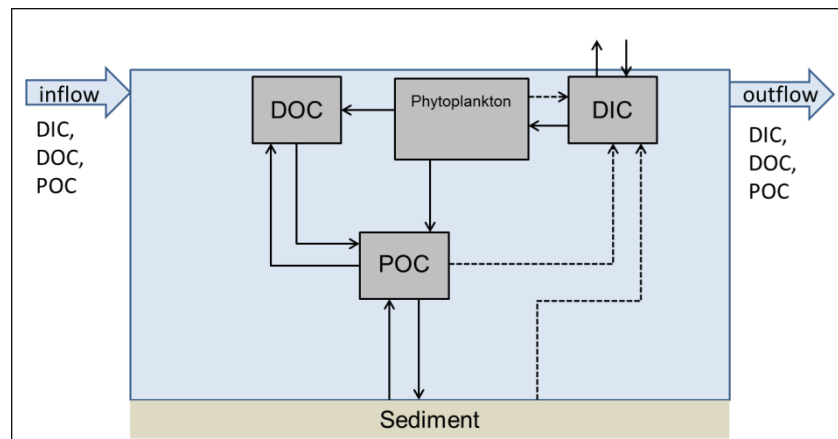 inflow
DIC,
DOC,
POC
DOC
Phytoplankton
DIC
POC
outflow
DIC,
DOC,
POC
Sediment